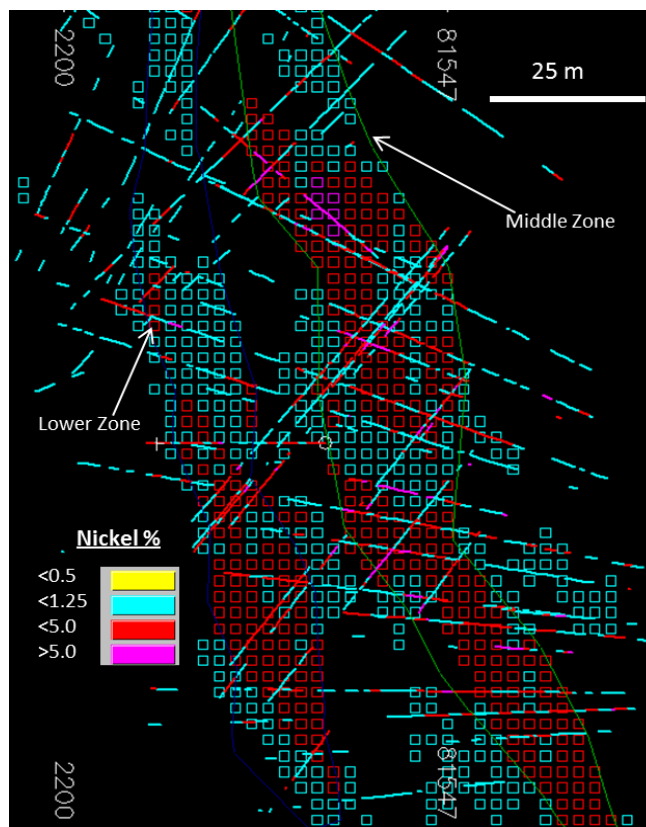 2200
81547
25 m
Middle Zone
Lower Zone
Nickel %
<0.5
<1.25
<5.0
>5.0
2200
81547